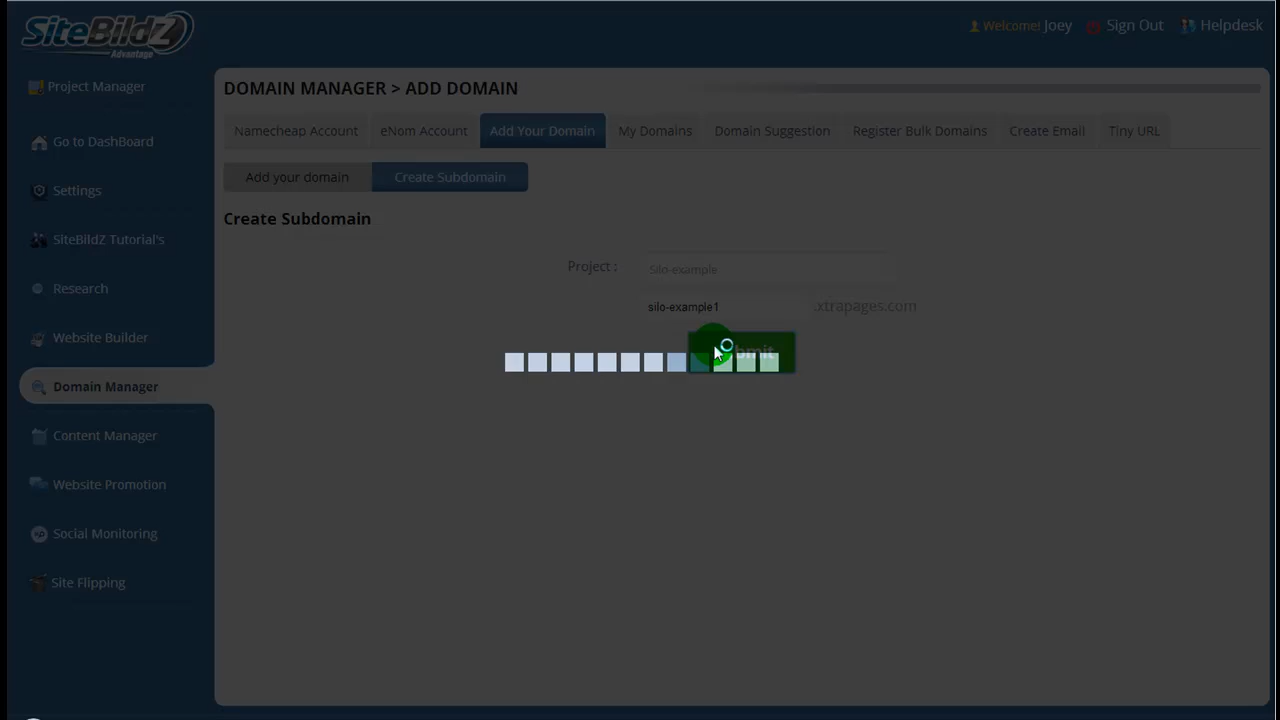 SiteBildZ
Advantage
Welcome! Joey
Sign Out
Helpdesk
Project Manager
Go to DashBoard
Settings
SiteBildZ Tutorial's
Research
Website Builder
Domain Manager
Content Manager
Website Promotion
Social Monitoring
Site Flipping
DOMAIN MANAGER > ADD DOMAIN
Namecheap Account
eNom Account
Add Your Domain
My Domains
Domain Suggestion
Register Bulk Domains
Create Email
Tiny URL
Add your domain
Create Subdomain
Create Subdomain
Project :
Silo-example
silo-example1
.xtrapages.com